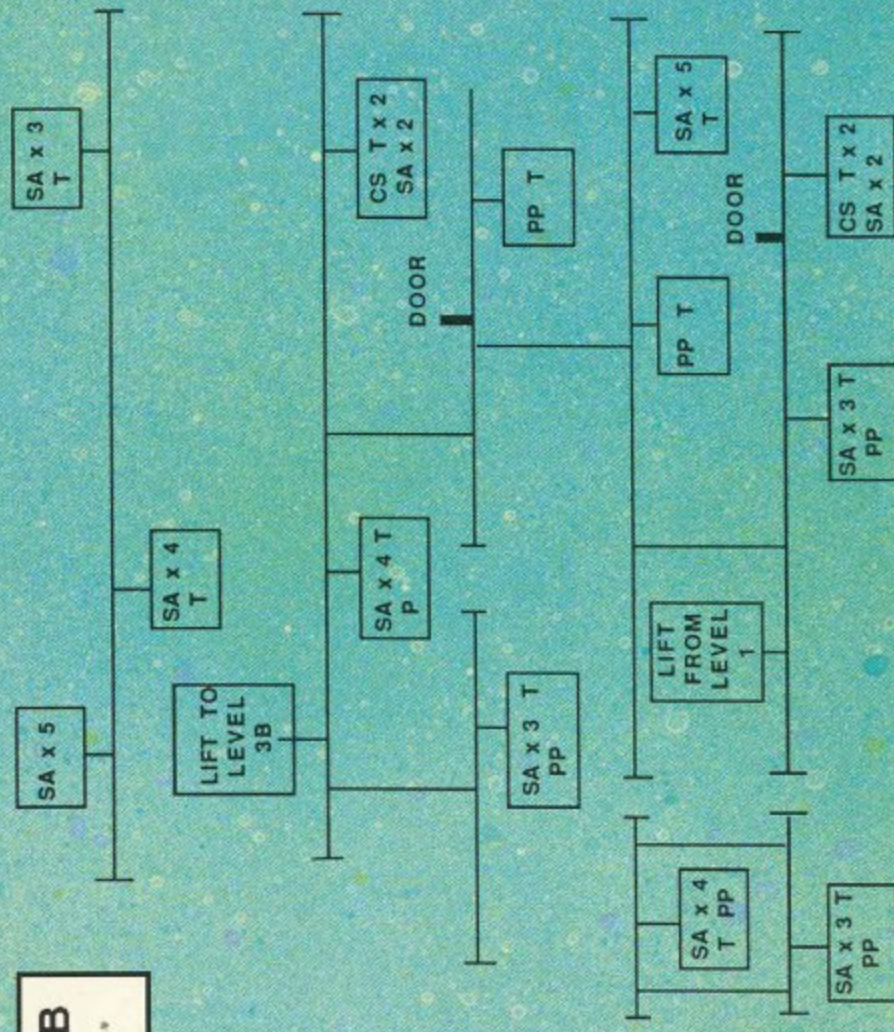 B
SA x 5
SA x 3
T
SA x 4
T
LIFT TO
LEVEL
3B
SA x 4 T
P
CS T x 2
SA x 2
DOOR
SA x 3 T
PP
PP T
SA x 4
T PP
LIFT
FROM
LEVEL
1
PP T
SA x 5
T
DOOR
SA x 3 T
PP
SA x 3 T
PP
CS T x 2
SA x 2